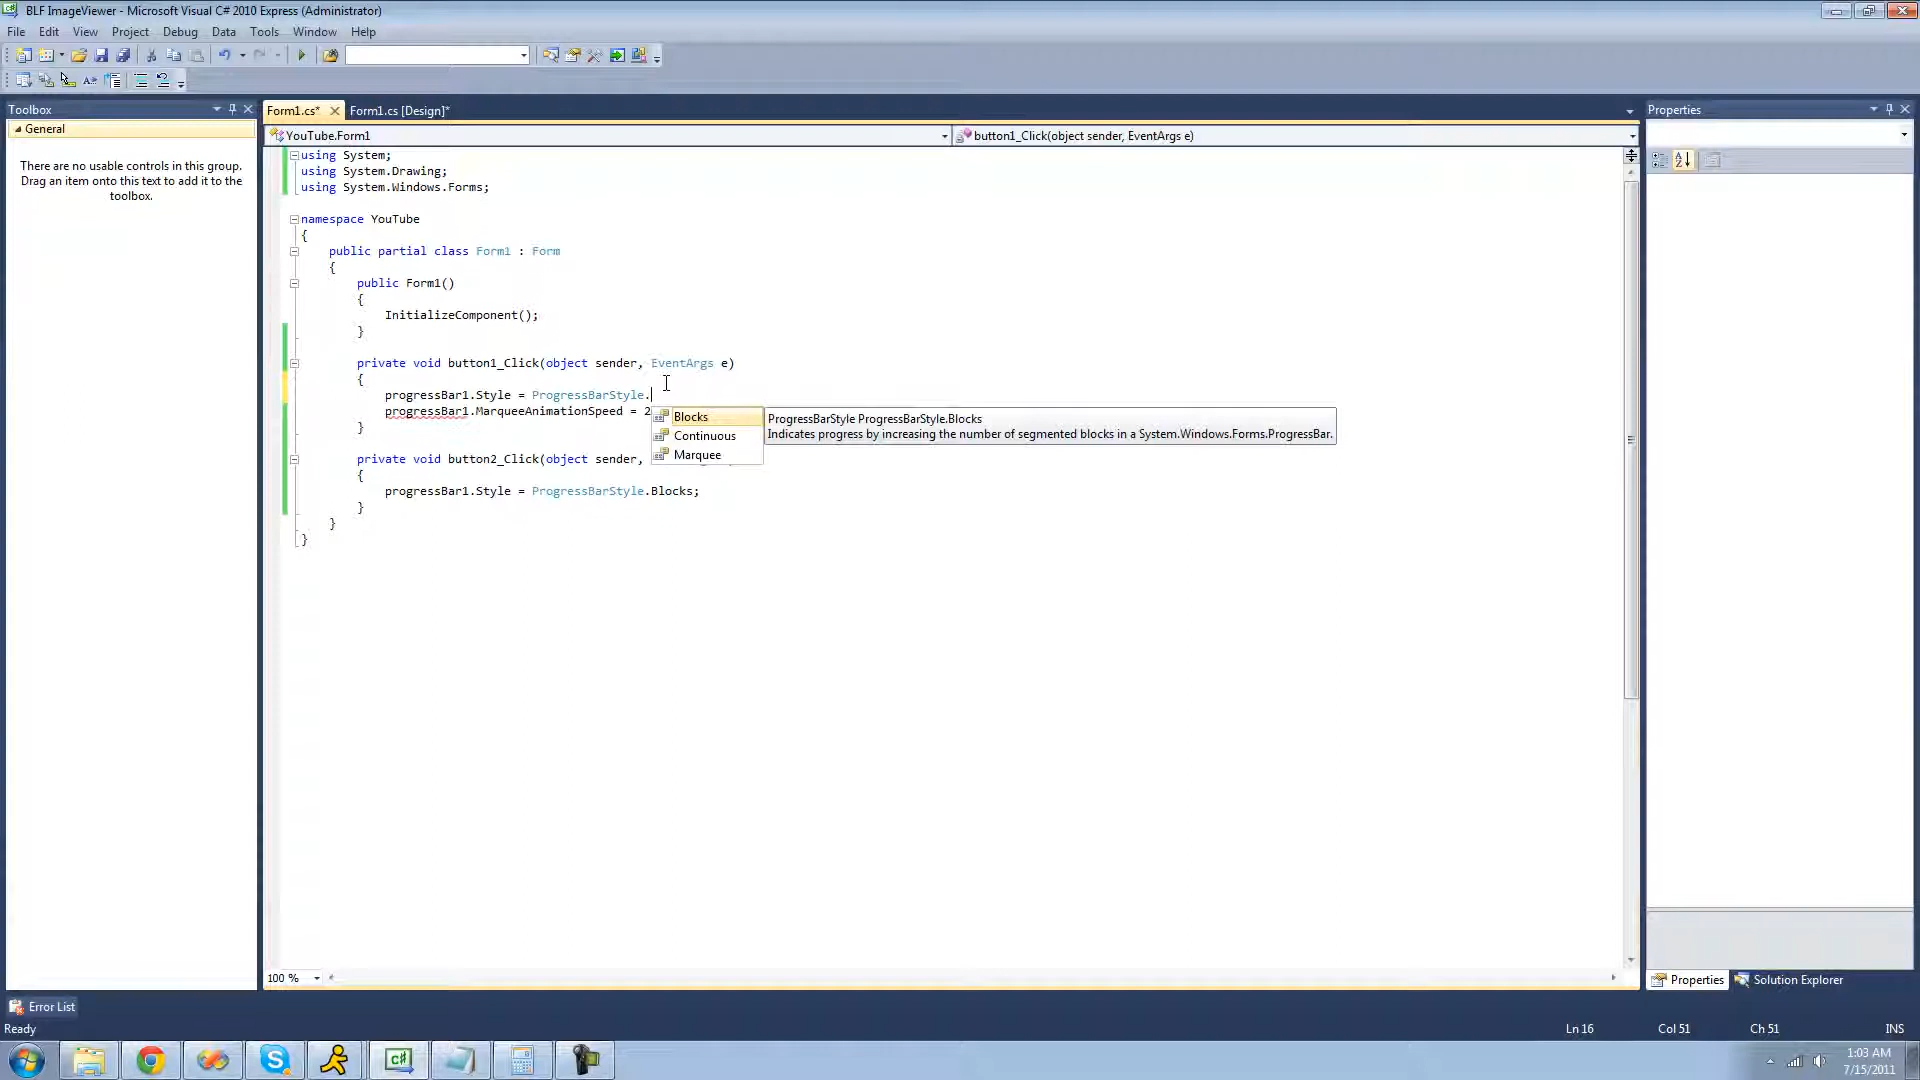 BLF ImageViewer - Microsoft Visual C# 2010 Express (Administrator)
File Edit View Project Debug Data Tools Window Help
Toolbox
General
There are no usable controls in this group. Drag an item onto this text to add it to the toolbox.
Form1.cs* Form1.cs [Design]*
YouTube.Form1 button1_Click(object sender, EventArgs e)
using System;
using System.Drawing;
using System.Windows.Forms;
namespace YouTube
{
public partial class Form1 : Form
{
public Form1()
{
InitializeComponent();
}
private void button1_Click(object sender, EventArgs e)
{
progressBar1.Style = ProgressBarStyle.
progressBar1.MarqueeAnimationSpeed = 2
}
Blocks
Continuous
Marquee
ProgressBarStyle ProgressBarStyle.Blocks
Indicates progress by increasing the number of segmented blocks in a System.Windows.Forms.ProgressBar.
private void button2_Click(object sender,
{
progressBar1.Style = ProgressBarStyle.Blocks;
}
}
}
100 %
Properties
Properties Solution Explorer
Error List
Ready Ln 16 Col 51 Ch 51 INS
1:03 AM
7/15/2011